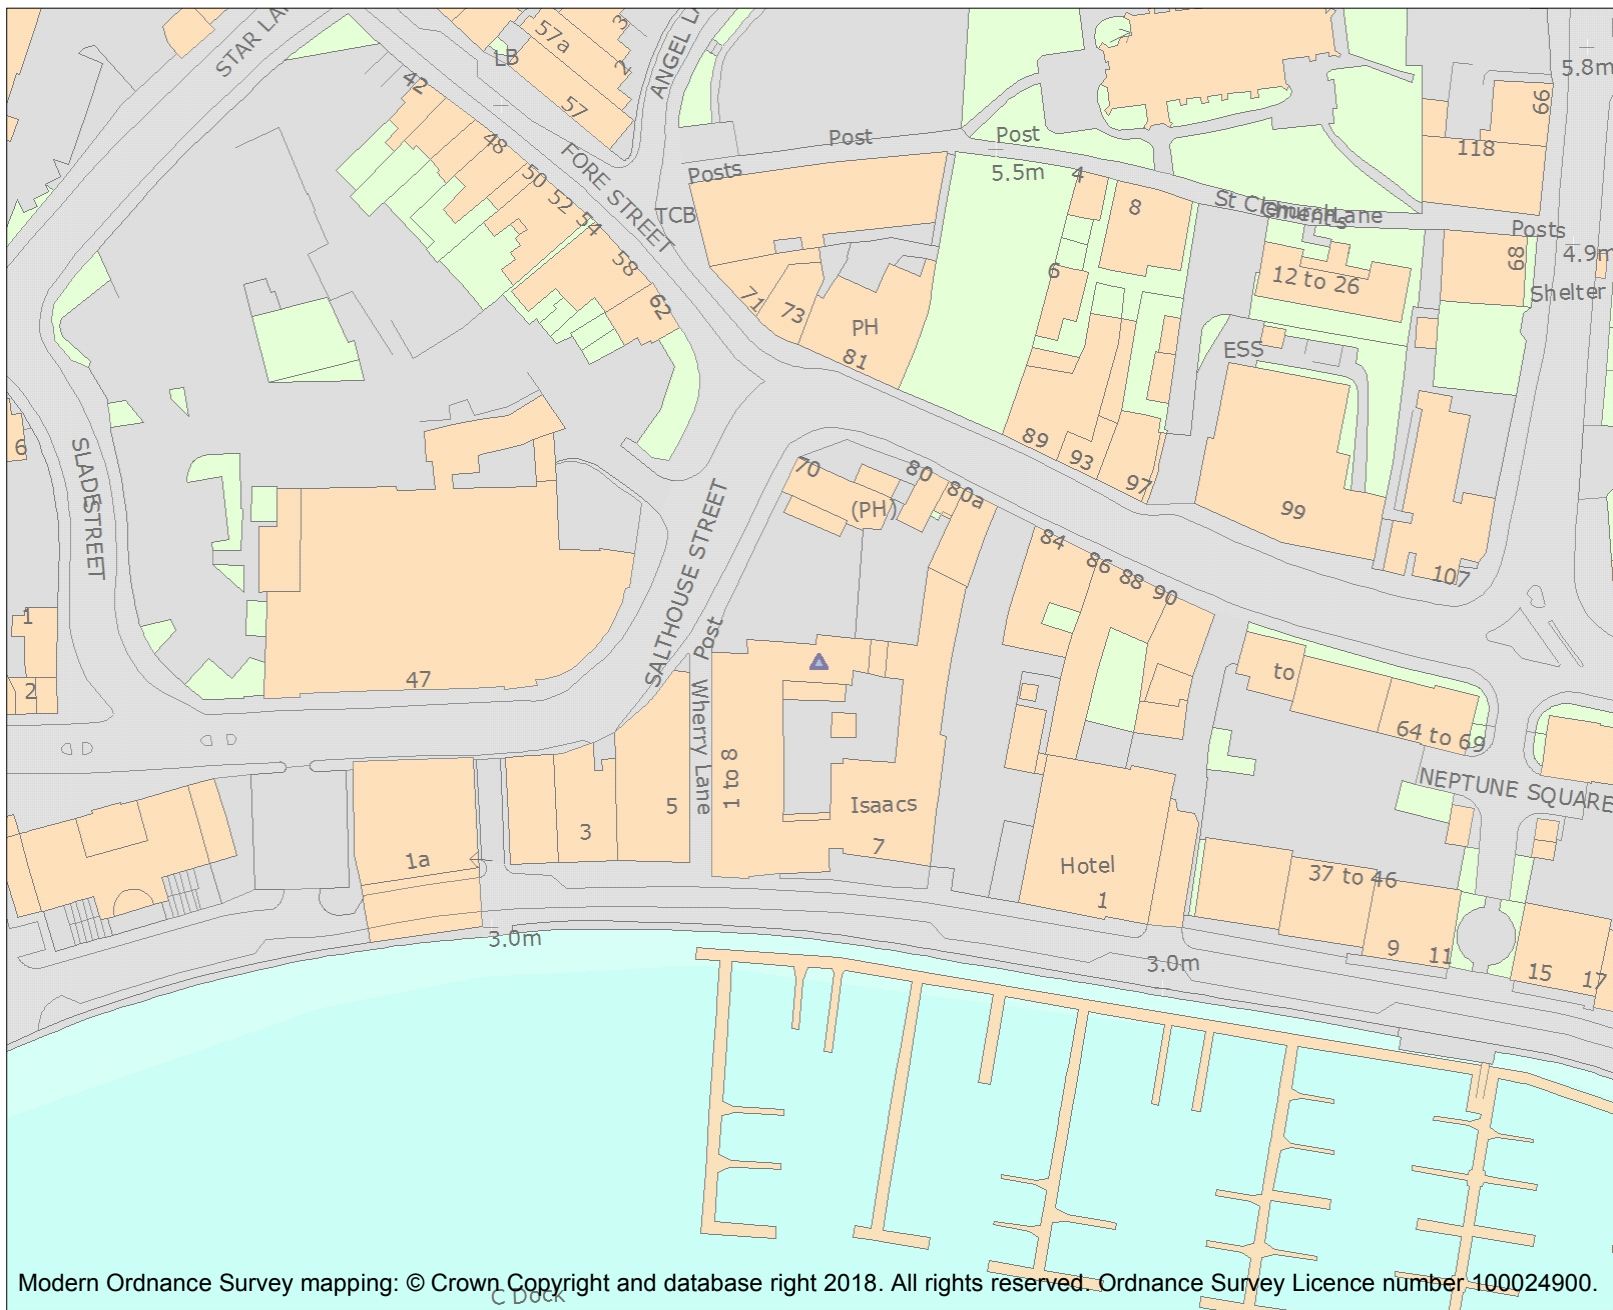 STAR LA
42
LB
57a
3
2
57
ANGEL L
5.8m
66
118
48
50
52
54
58
62
FORE STREET
TCB
Posts
Post
Post
5.5m
4
8
6
St Clements
Church Lane
Posts
4.9m
68
Shelter
12 to 26
ESS
71
73
PH
81
89
93
97
99
107
6
SLADE STREET
1
2
47
SALTHOUSE STREET
Post
70
(PH)
80
80a
84
86
88
90
to
64 to 69
NEPTUNE SQUARE
Wherry Lane
1 to 8
5
3
1a
Isaacs
7
Hotel
1
37 to 46
9
11
15
17
3.0m
3.0m
Modern Ordnance Survey mapping: © Crown Copyright and database right 2018. All rights reserved. Ordnance Survey Licence number 100024900.
C Dock